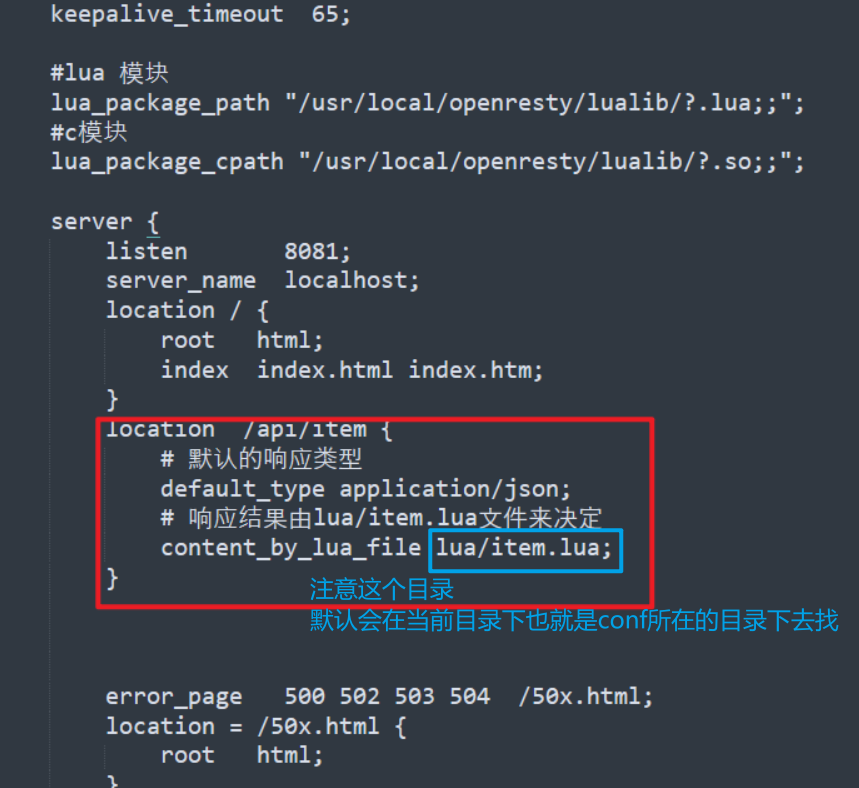 keepalive_timeout  65;
#lua 模块
lua_package_path "/usr/local/openresty/lualib/?.lua;;";
#c模块
lua_package_cpath "/usr/local/openresty/lualib/?.so;;";
server {
listen       8081;
server_name  localhost;
location / {
root   html;
index  index.html index.htm;
}
location  /api/item {
# 默认的响应类型
default_type application/json;
# 响应结果由lua/item.lua文件来决定
content_by_lua_file lua/item.lua;
}
注意这个目录
默认会在当前目录下也就是conf所在的目录下去找
error_page   500 502 503 504  /50x.html;
location = /50x.html {
root   html;
}